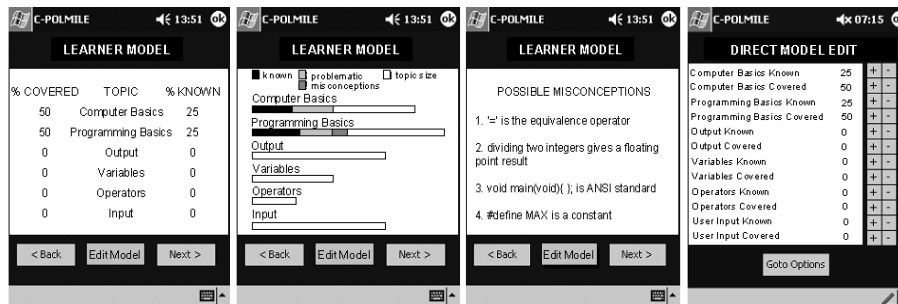 C-POLMILE 13:51 ok
LEARNER MODEL
% COVERED TOPIC % KNOWN
50 Computer Basics 25
50 Programming Basics 25
0 Output 0
0 Variables 0
0 Operators 0
0 Input 0
< Back Edit Model Next >
C-POLMILE 13:51 ok
LEARNER MODEL
known problematic topic size
misconceptions
Computer Basics
Programming Basics
Output
Variables
Operators
Input
< Back Edit Model Next >
C-POLMILE 13:51 ok
LEARNER MODEL
POSSIBLE MISCONCEPTIONS
1. '=' is the equivalence operator
2. dividing two integers gives a floating
point result
3. void main(void){ }; is ANSI standard
4. #define MAX is a constant
< Back Edit Model Next >
C-POLMILE 07:15
DIRECT MODEL EDIT
Computer Basics Known 25 + -
Computer Basics Covered 50 + -
Programming Basics Known 25 + -
Programming Basics Covered 50 + -
Output Known 0 + -
Output Covered 0 + -
Variables Known 0 + -
Variables Covered 0 + -
Operators Known 0 + -
Operators Covered 0 + -
User Input Known 0 + -
User Input Covered 0 + -
Goto Options